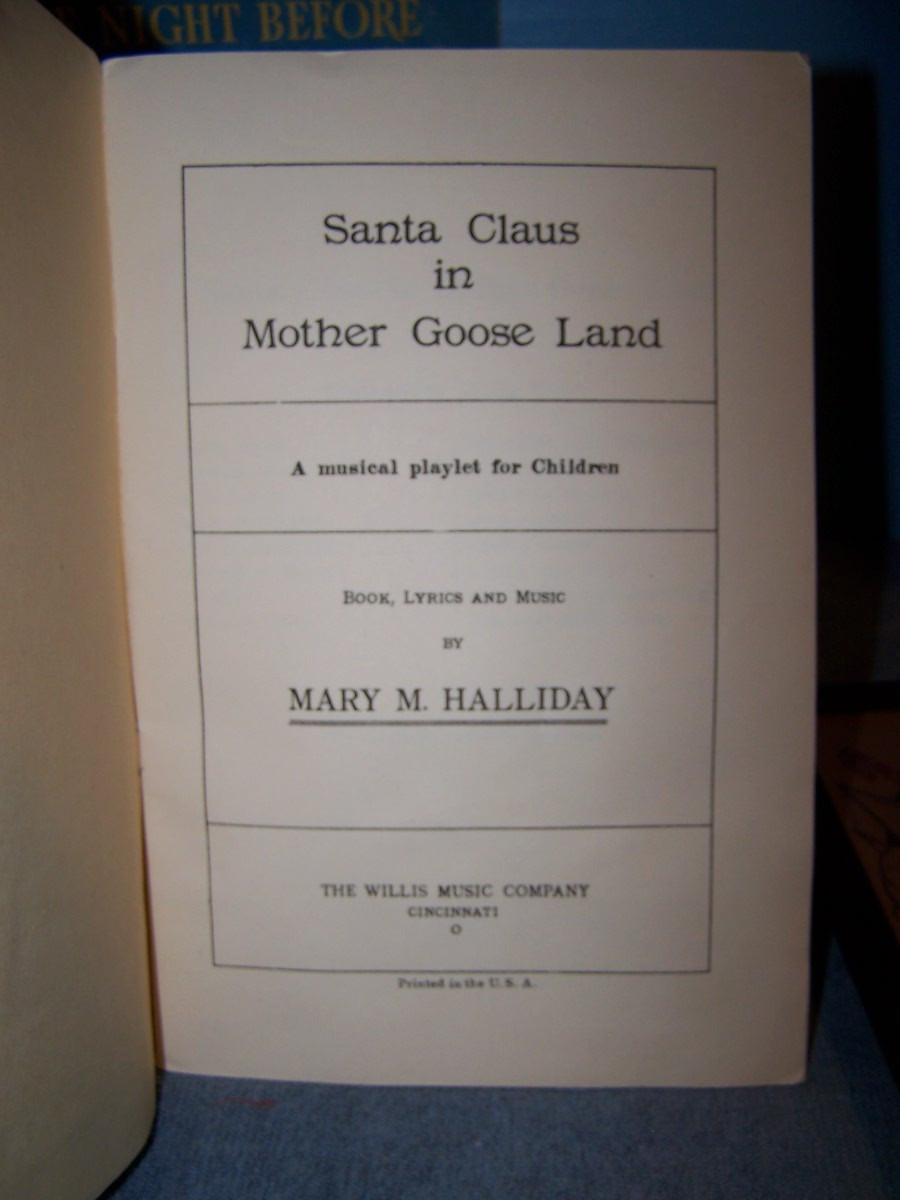 NIGHT BEFORE
Santa Claus
in
Mother Goose Land
A musical playlet for Children
BOOK, LYRICS AND MUSIC
BY
MARY M. HALLIDAY
THE WILLIS MUSIC COMPANY
CINCINNATI
O
Printed in the U. S. A.